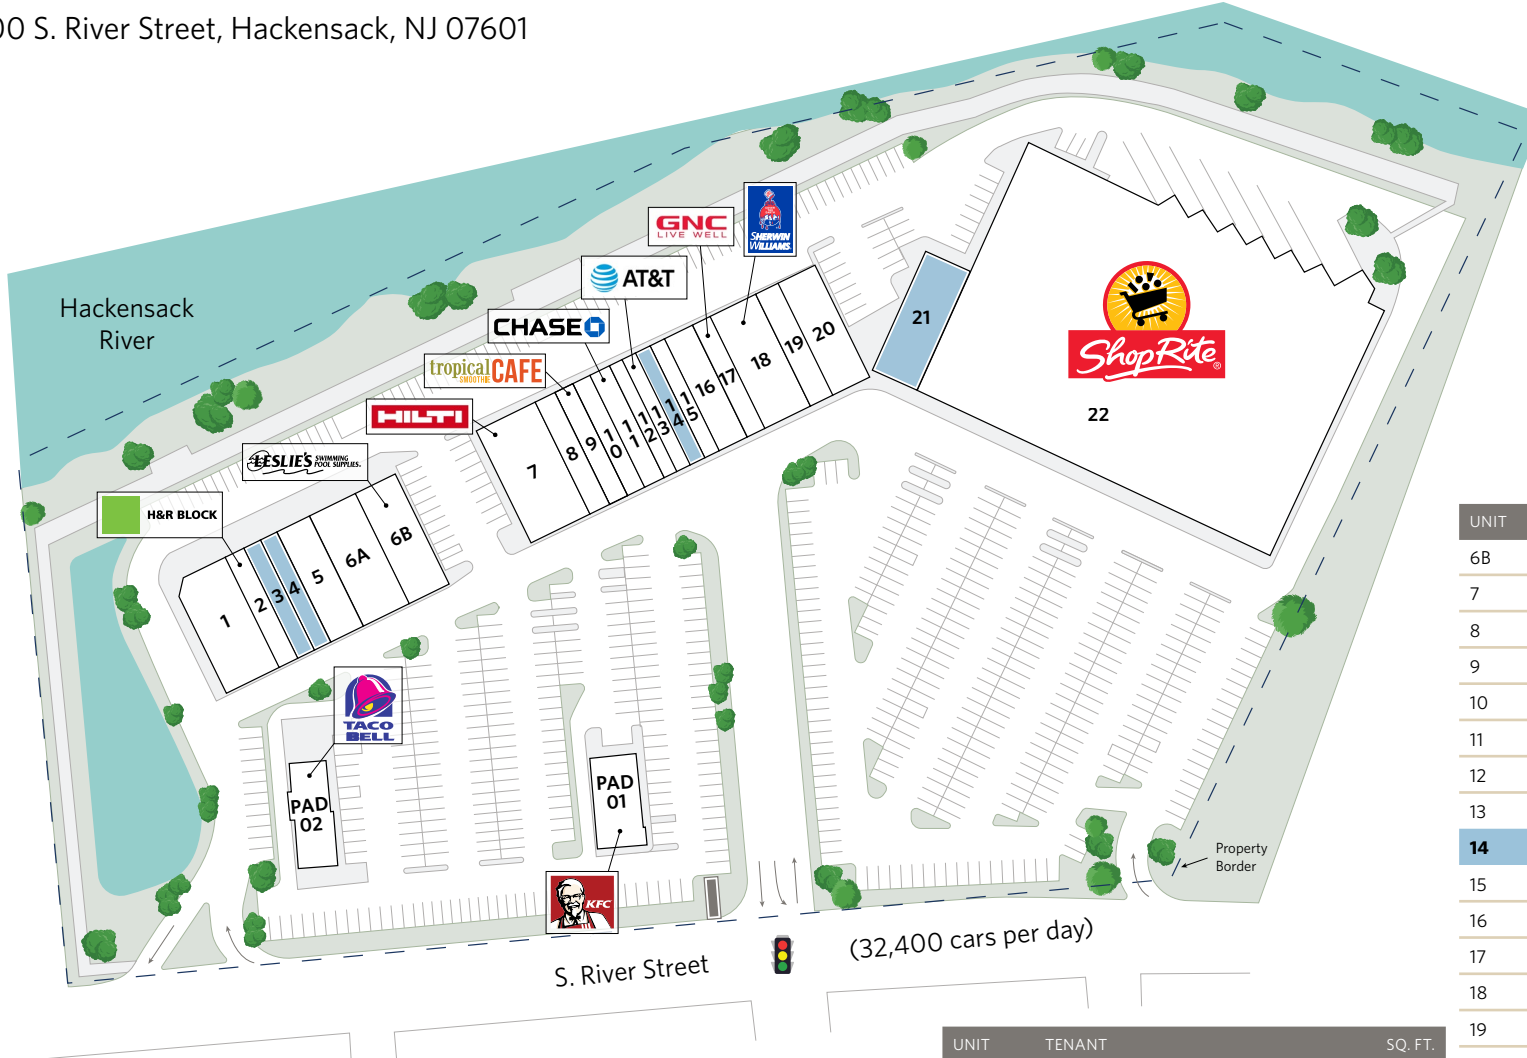 00 S. River Street, Hackensack, NJ 07601
Hackensack
River
GNC
LIVE WELL
SHERWIN
WILLIAMS.
AT&T
CHASE
tropical CAFE
SMOOTHIE
HILTI
LESLIE'S SWIMMING
POOL SUPPLIES.
H&R BLOCK
ShopRite®
1
2
3
4
5
6A
6B
7
8
9
10
11
12
13
14
15
16
17
18
19
20
21
22
TACO
BELL
PAD
02
PAD
01
KFC
Property
Border
S. River Street
(32,400 cars per day)
UNIT
6B
7
8
9
10
11
12
13
14
15
16
17
18
19
UNIT TENANT SQ. FT.